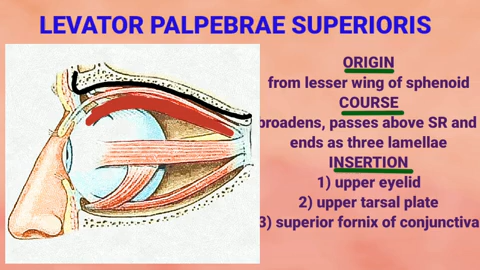 LEVATOR PALPEBRAE SUPERIORIS
ORIGIN
from lesser wing of sphenoid
COURSE
broadens, passes above SR and
ends as three lamellae
INSERTION
1) upper eyelid
2) upper tarsal plate
3) superior fornix of conjunctiva